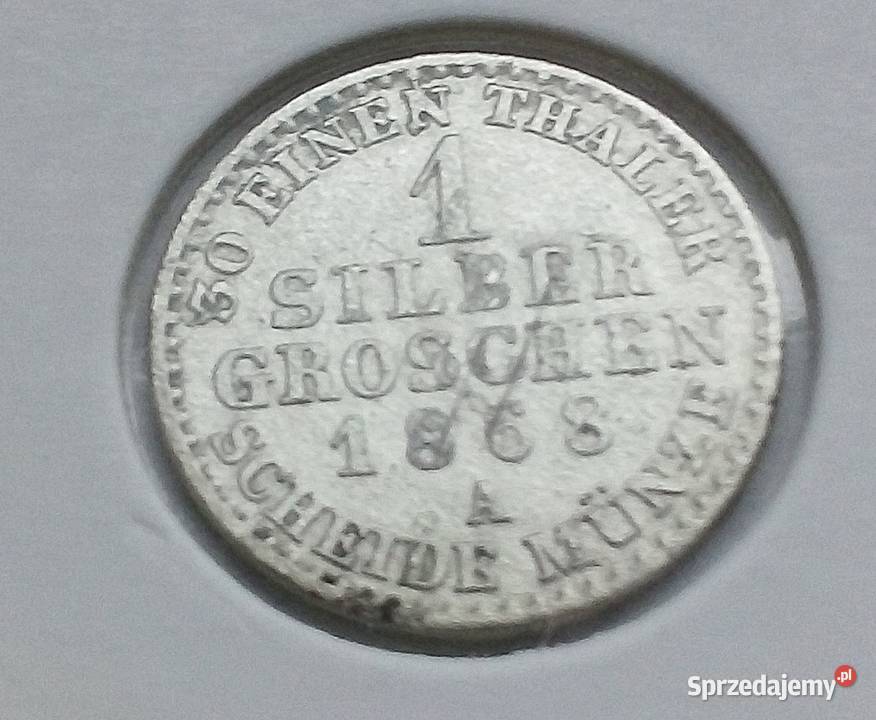 30 EINEN THALER
1
SILBER
GROSCHEN
1868
A
SCHEIDE MÜNZE
Sprzedajemy.pl